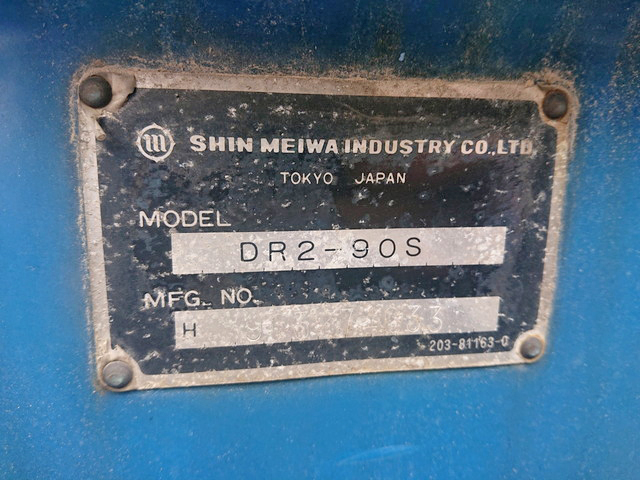 SHIN MEIWA INDUSTRY CO.,LTD.
TOKYO JAPAN
MODEL
DR2-90S
MFG. NO.
H
203-81163-0